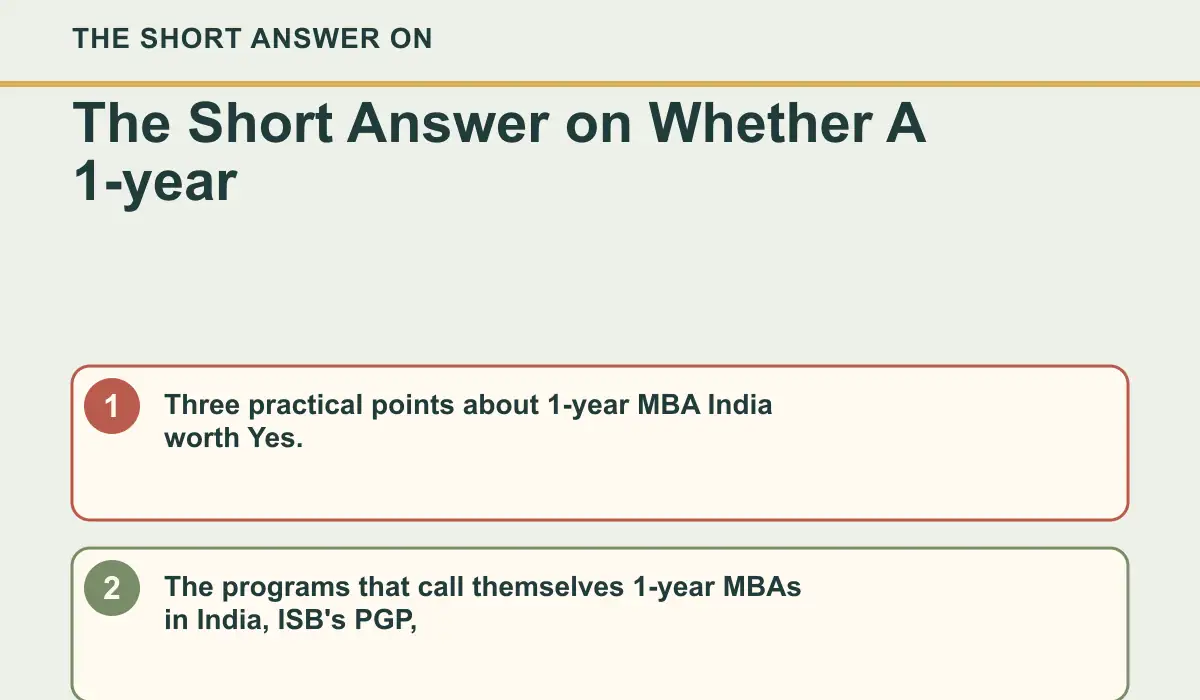 THE SHORT ANSWER ON
The Short Answer on Whether A
1-year
1
Three practical points about 1-year MBA India
worth Yes.
2
The programs that call themselves 1-year MBAs
in India, ISB's PGP,